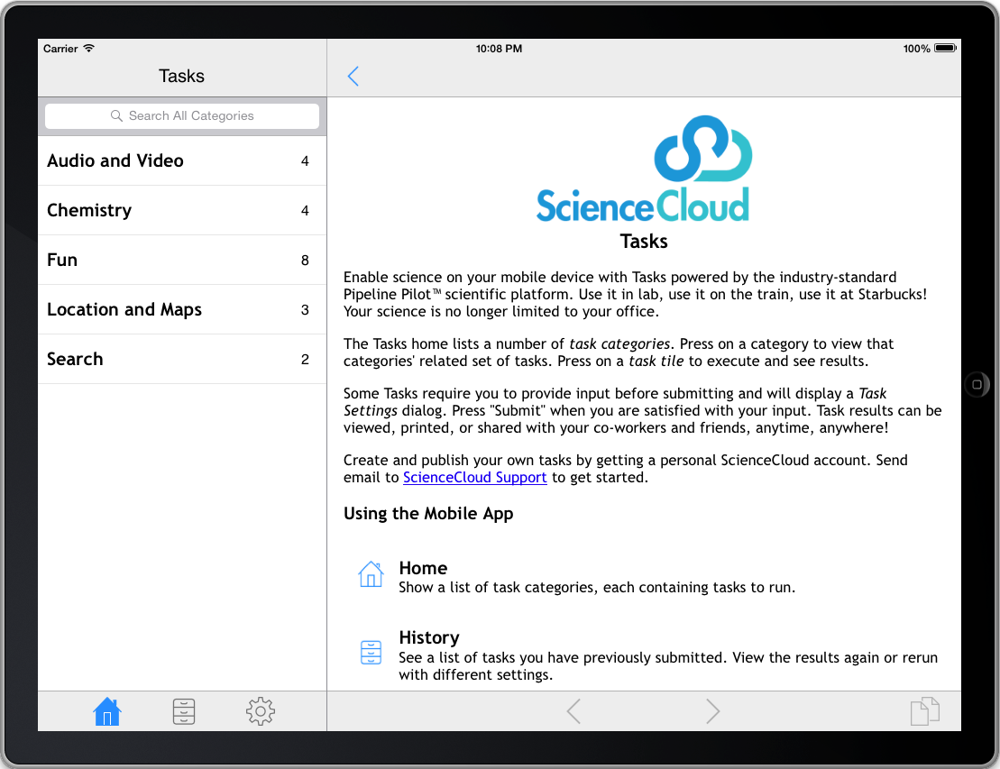 Carrier
10:08 PM
100%
Tasks
Search All Categories
Audio and Video 4
Chemistry 4
Fun 8
Location and Maps 3
Search 2
ScienceCloud
Tasks
Enable science on your mobile device with Tasks powered by the industry-standard
Pipeline Pilot™ scientific platform. Use it in lab, use it on the train, use it at Starbucks!
Your science is no longer limited to your office.
The Tasks home lists a number of task categories. Press on a category to view that
categories' related set of tasks. Press on a task tile to execute and see results.
Some Tasks require you to provide input before submitting and will display a Task
Settings dialog. Press "Submit" when you are satisfied with your input. Task results can be
viewed, printed, or shared with your co-workers and friends, anytime, anywhere!
Create and publish your own tasks by getting a personal ScienceCloud account. Send
email to ScienceCloud Support to get started.
Using the Mobile App
Home
Show a list of task categories, each containing tasks to run.
History
See a list of tasks you have previously submitted. View the results again or rerun
with different settings.